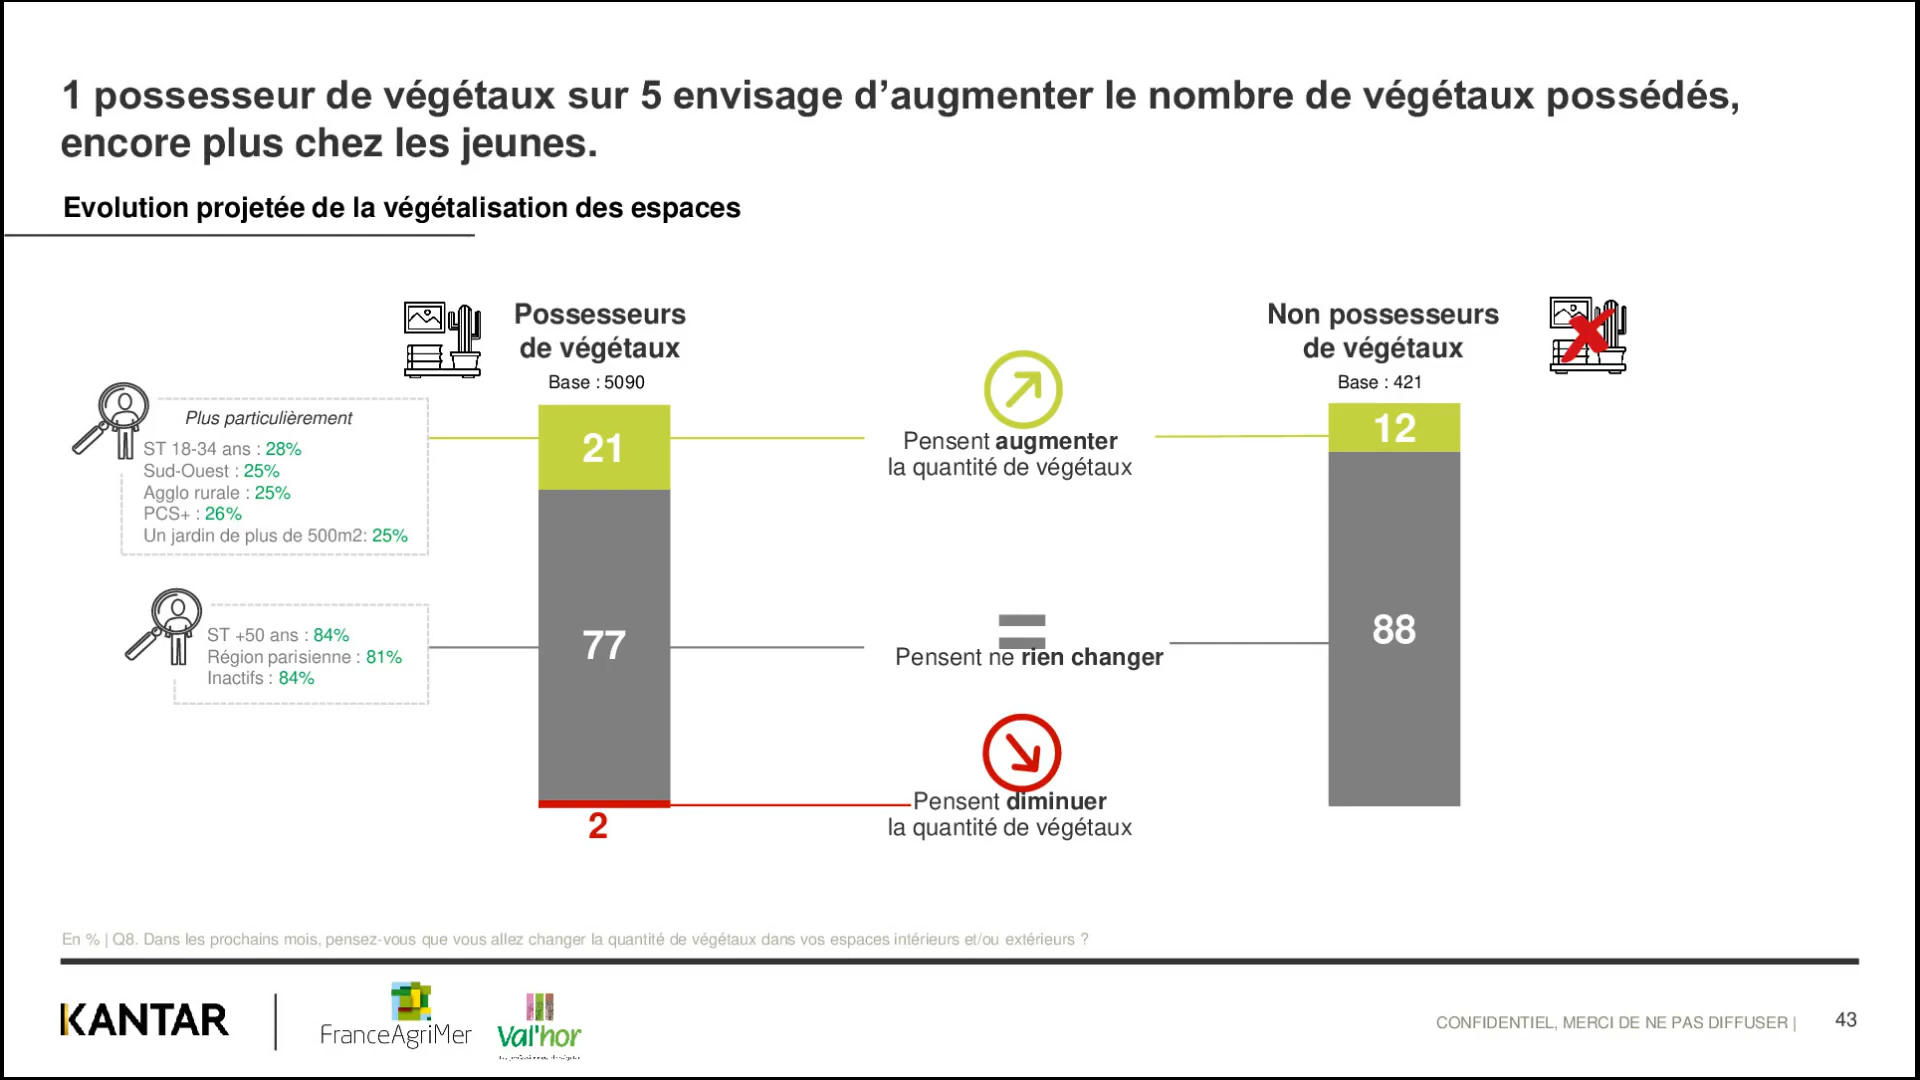 1 possesseur de végétaux sur 5 envisage d’augmenter le nombre de végétaux possédés,
encore plus chez les jeunes.
Evolution projetée de la végétalisation des espaces
Possesseurs
de végétaux
Base : 5090
Non possesseurs
de végétaux
Base : 421
Plus particulièrement
ST 18-34 ans : 28%
Sud-Ouest : 25%
Agglo rurale : 25%
PCS+ : 26%
Un jardin de plus de 500m2: 25%
21
Pensent augmenter
la quantité de végétaux
12
ST +50 ans : 84%
Région parisienne : 81%
Inactifs : 84%
77
Pensent ne rien changer
88
2
Pensent diminuer
la quantité de végétaux
En % | Q8. Dans les prochains mois, pensez-vous que vous allez changer la quantité de végétaux dans vos espaces intérieurs et/ou extérieurs ?
KANTAR
FranceAgriMer
Val'hor
CONFIDENTIEL, MERCI DE NE PAS DIFFUSER |
43